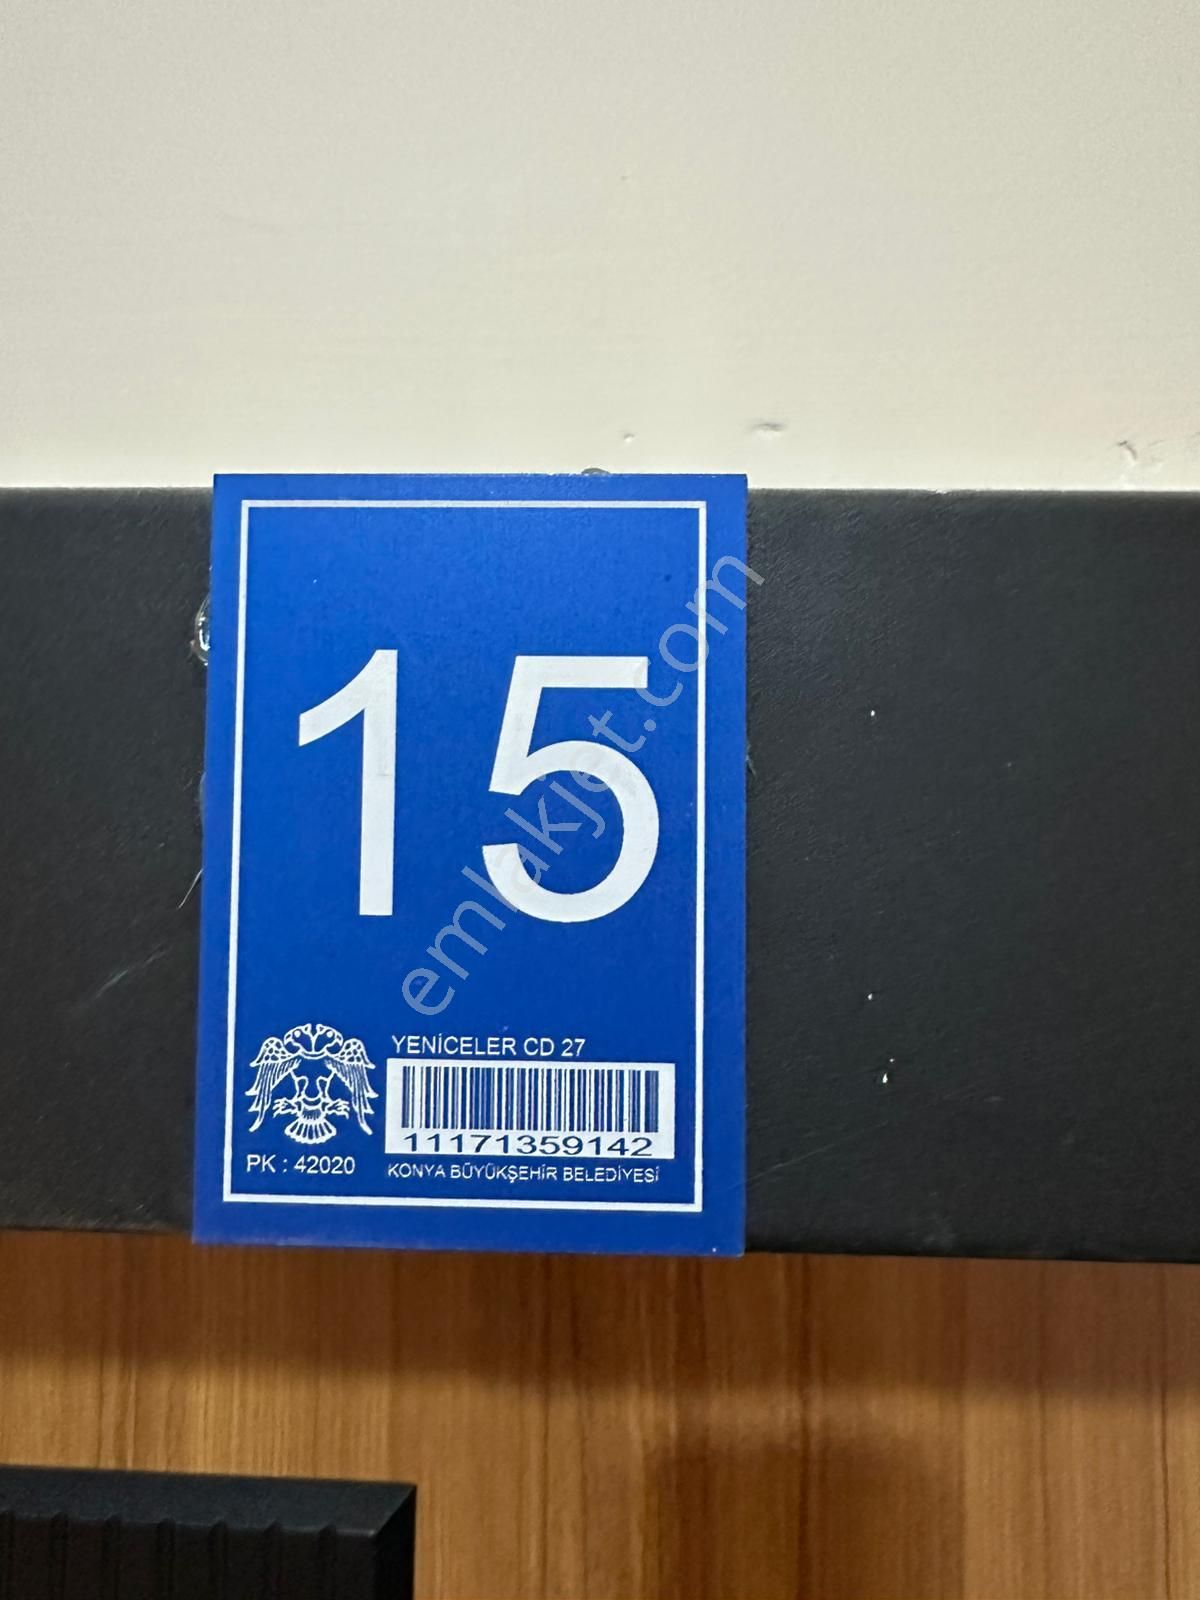 15
YENİCELER CD 27
11171359142
PK : 42020
KONYA BÜYÜKŞEHİR BELEDİYESİ
emlakjet.com